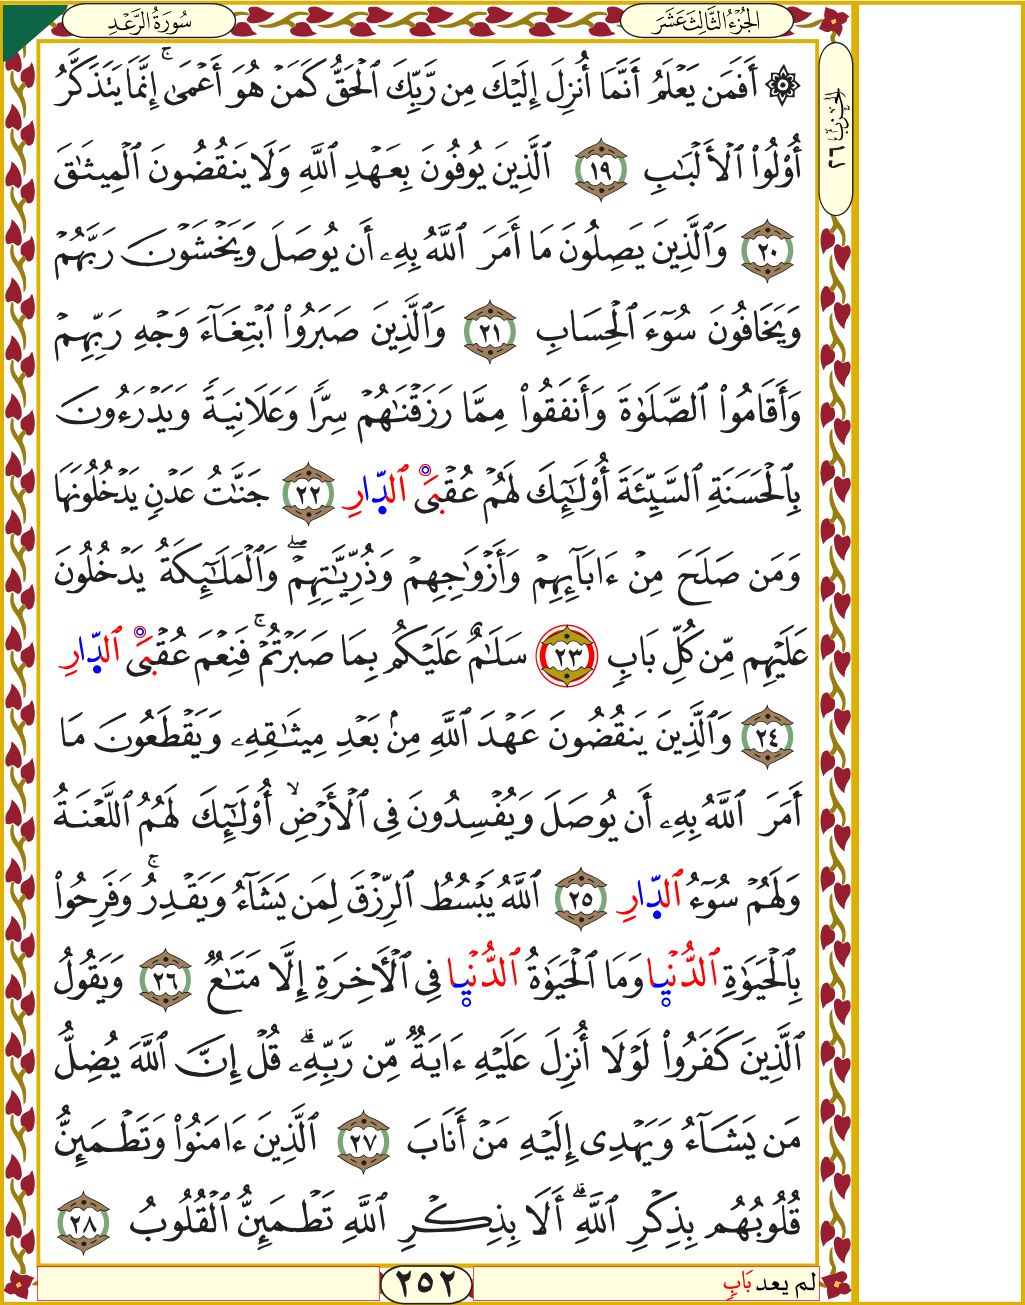 سُورَةُ الرَّعْدِ
الجُزْءُ الثَّالِثَ عَشَرَ
الحزب ٢٦
۞ أَفَمَن يَعْلَمُ أَنَّمَا أُنزِلَ إِلَيْكَ مِن رَّبِّكَ ٱلْحَقُّ كَمَنْ هُوَ أَعْمَىٰۚ إِنَّمَا يَتَذَكَّرُ
أُوْلُواْ ٱلْأَلْبَٰبِ ١٩ ٱلَّذِينَ يُوفُونَ بِعَهْدِ ٱللَّهِ وَلَا يَنقُضُونَ ٱلْمِيثَٰقَ
٢٠ وَٱلَّذِينَ يَصِلُونَ مَا أَمَرَ ٱللَّهُ بِهِۦ أَن يُوصَلَ وَيَخْشَوْنَ رَبَّهُمْ
وَيَخَافُونَ سُوٓءَ ٱلْحِسَابِ ٢١ وَٱلَّذِينَ صَبَرُواْ ٱبْتِغَآءَ وَجْهِ رَبِّهِمْ
وَأَقَامُواْ ٱلصَّلَوٰةَ وَأَنفَقُواْ مِمَّا رَزَقْنَٰهُمْ سِرًّا وَعَلَانِيَةً وَيَدْرَءُونَ
بِٱلْحَسَنَةِ ٱلسَّيِّئَةَ أُوْلَٰٓئِكَ لَهُمْ عُقْبَى ٱلدِّارِ ٢٢ جَنَّٰتُ عَدْنٍ يَدْخُلُونَهَا
وَمَن صَلَحَ مِنْ ءَابَآئِهِمْ وَأَزْوَٰجِهِمْ وَذُرِّيَّٰتِهِمْۖ وَٱلْمَلَٰٓئِكَةُ يَدْخُلُونَ
عَلَيْهِم مِّن كُلِّ بَابٍ ٢٣ سَلَٰمٌ عَلَيْكُم بِمَا صَبَرْتُمْۚ فَنِعْمَ عُقْبَى ٱلدِّارِ
٢٤ وَٱلَّذِينَ يَنقُضُونَ عَهْدَ ٱللَّهِ مِنۢ بَعْدِ مِيثَٰقِهِۦ وَيَقْطَعُونَ مَا
أَمَرَ ٱللَّهُ بِهِۦ أَن يُوصَلَ وَيُفْسِدُونَ فِى ٱلْأَرْضِۙ أُوْلَٰٓئِكَ لَهُمُ ٱللَّعْنَةُ
وَلَهُمْ سُوٓءُ ٱلدِّارِ ٢٥ ٱللَّهُ يَبْسُطُ ٱلرِّزْقَ لِمَن يَشَآءُ وَيَقْدِرُۚ وَفَرِحُواْ
بِٱلْحَيَوٰةِ ٱلدُّنْيٜا وَمَا ٱلْحَيَوٰةُ ٱلدُّنْيٜا فِى ٱلْأَخِرَةِ إِلَّا مَتَٰعٌ ٢٦ وَيَقُولُ
ٱلَّذِينَ كَفَرُواْ لَوْلَا أُنزِلَ عَلَيْهِ ءَايَةٌ مِّن رَّبِّهِۦۗ قُلْ إِنَّ ٱللَّهَ يُضِلُّ
مَن يَشَآءُ وَيَهْدِى إِلَيْهِ مَنْ أَنَابَ ٢٧ ٱلَّذِينَ ءَامَنُواْ وَتَطْمَئِنُّ
قُلُوبُهُم بِذِكْرِ ٱللَّهِۗ أَلَا بِذِكْرِ ٱللَّهِ تَطْمَئِنُّ ٱلْقُلُوبُ ٢٨
لم يعد بَابٍ
٢٥٢